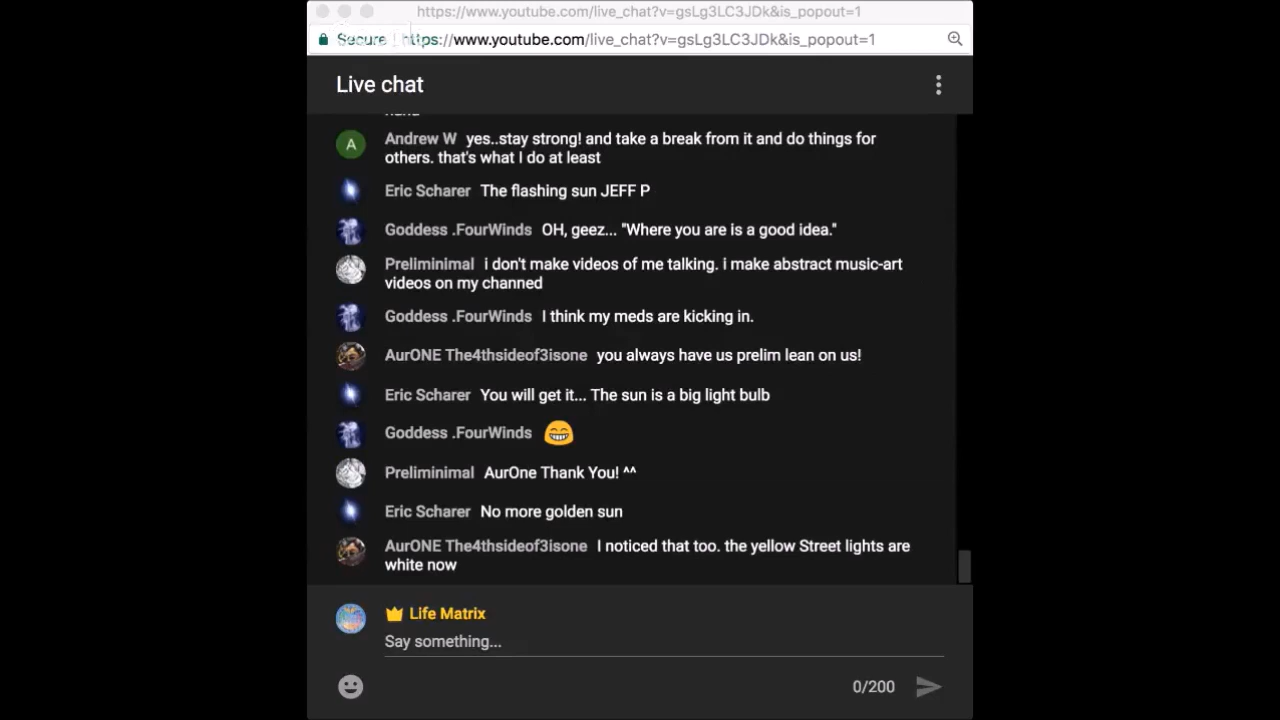 https://www.youtube.com/live_chat?v=gsLg3LC3JDk&is_popout=1
Secure https://www.youtube.com/live_chat?v=gsLg3LC3JDk&is_popout=1
Live chat
A Andrew W yes..stay strong! and take a break from it and do things for
others. that's what I do at least
Eric Scharer The flashing sun JEFF P
Goddess .FourWinds OH, geez... "Where you are is a good idea."
Preliminimal i don't make videos of me talking. i make abstract music-art
videos on my channed
Goddess .FourWinds I think my meds are kicking in.
AurONE The4thsideof3isone you always have us prelim lean on us!
Eric Scharer You will get it... The sun is a big light bulb
Goddess .FourWinds 😁
Preliminimal AurOne Thank You! ^^
Eric Scharer No more golden sun
AurONE The4thsideof3isone I noticed that too. the yellow Street lights are
white now
Life Matrix
Say something...
0/200